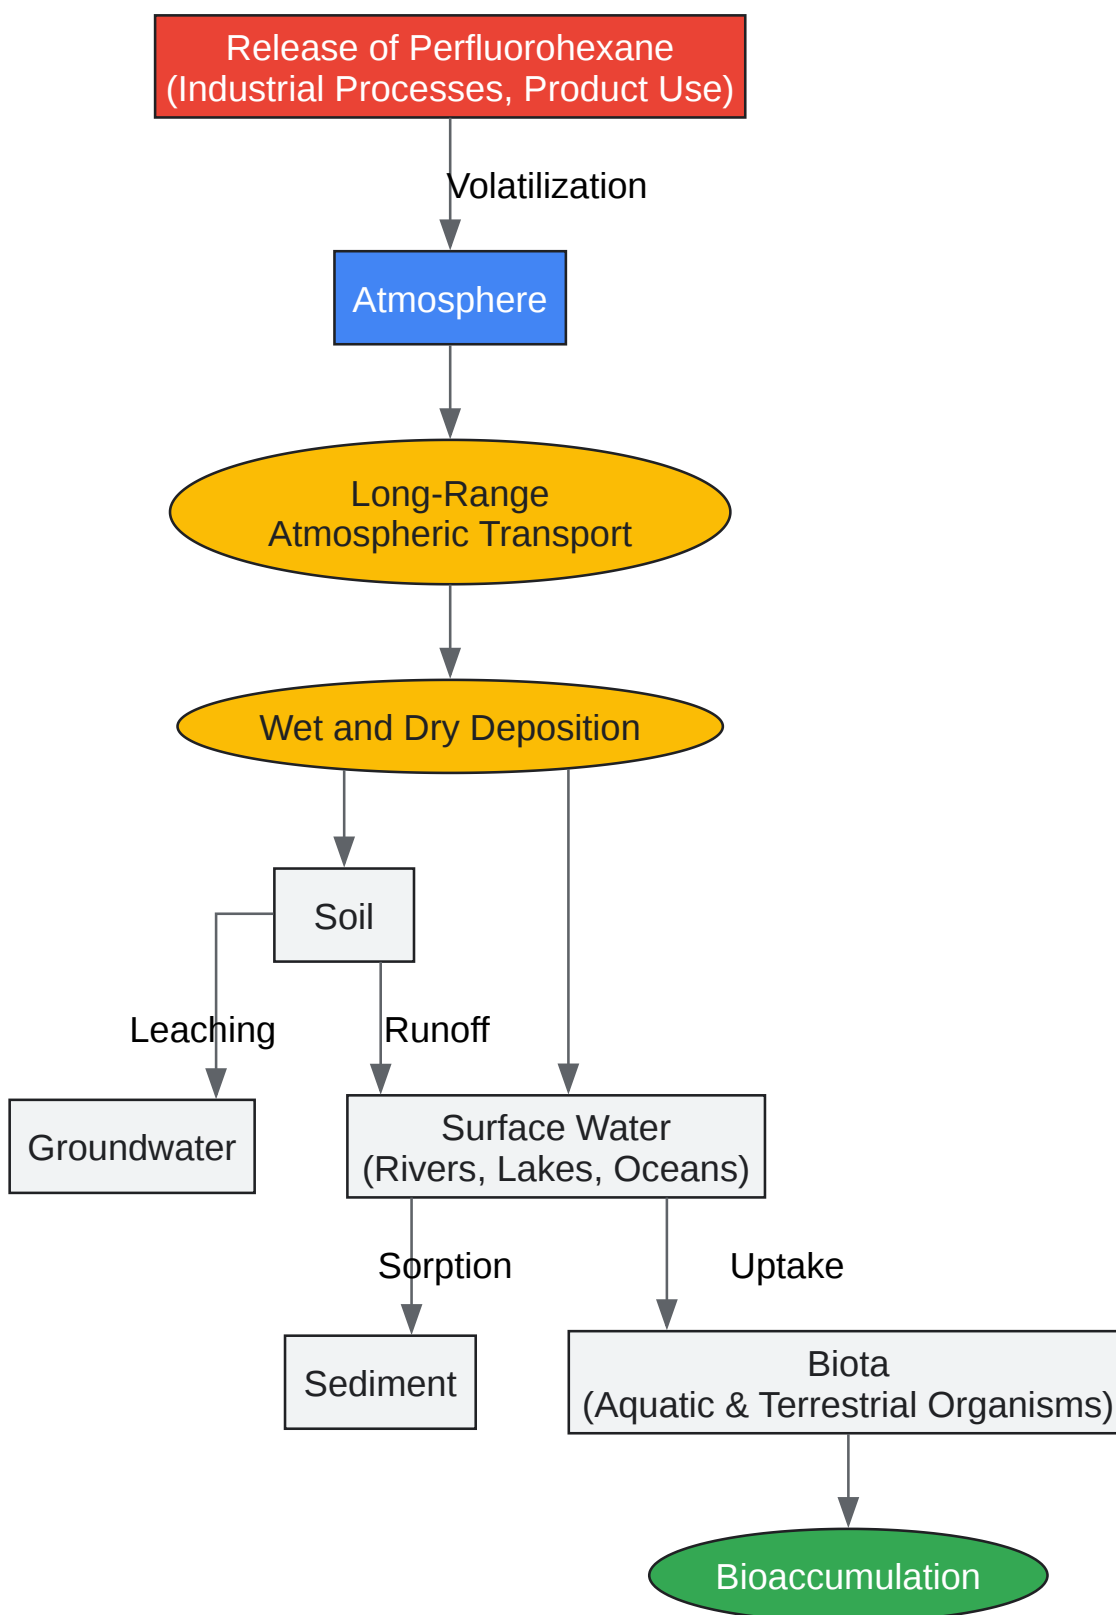 Release of Perfluorohexane
(Industrial Processes, Product Use)
Volatilization
Atmosphere
Long-Range
Atmospheric Transport
Wet and Dry Deposition
Soil
Leaching
Runoff
Groundwater
Surface Water
(Rivers, Lakes, Oceans)
Sorption
Uptake
Sediment
Biota
(Aquatic & Terrestrial Organisms)
Bioaccumulation